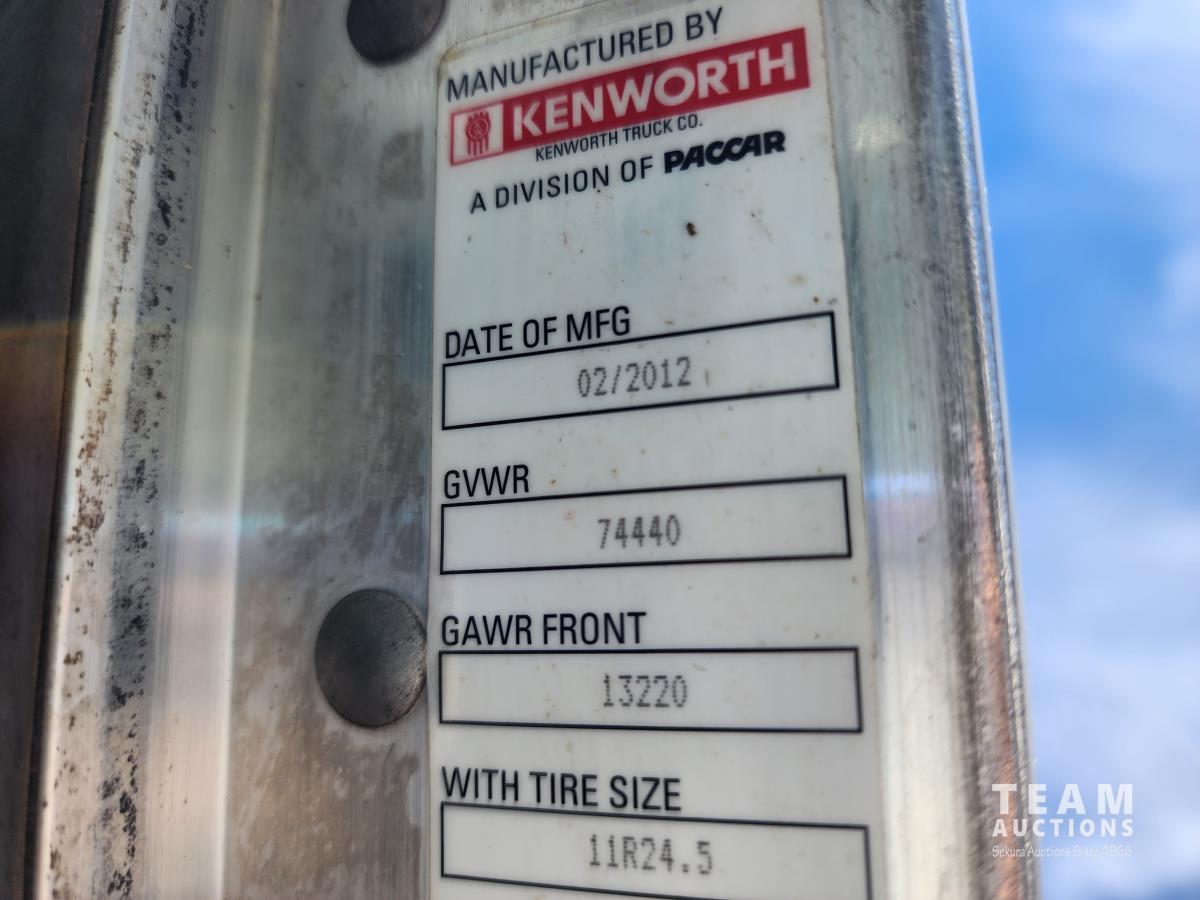 MANUFACTURED BY
KENWORTH
KENWORTH TRUCK CO.
A DIVISION OF PACCAR
DATE OF MFG
02/2012
GVWR
74440
GAWR FRONT
13220
WITH TIRE SIZE
11R24.5
TEAM
AUCTIONS
Sekura Auctions Since 1966